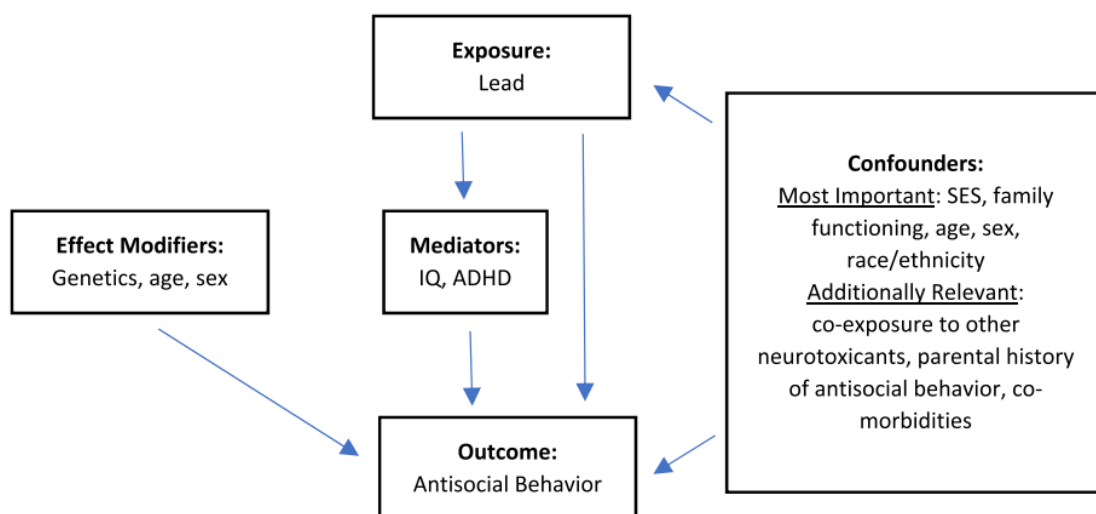 Exposure:
Lead
Effect Modifiers:
Genetics, age, sex
Mediators:
IQ, ADHD
Confounders:
Most Important: SES, family
functioning, age, sex,
race/ethnicity
Additionally Relevant:
co-exposure to other
neurotoxicants, parental history
of antisocial behavior, co-
morbidities
Outcome:
Antisocial Behavior